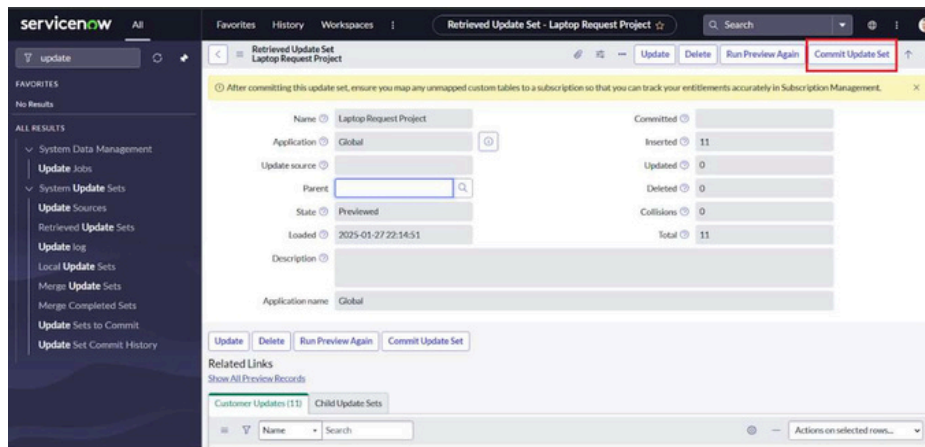 servicenow All Favorites History Workspaces Retrieved Update Set - Laptop Request Project Search
update
Retrieved Update Set
Laptop Request Project
Update Delete Run Preview Again Commit Update Set
FAVORITES
No Results
ALL RESULTS
System Data Management
Update Jobs
System Update Sets
Update Sources
Retrieved Update Sets
Update log
Local Update Sets
Merge Update Sets
Merge Completed Sets
Update Sets to Commit
Update Set Commit History
After committing this update set, ensure you map any unmapped custom tables to a subscription so that you can track your entitlements accurately in Subscription Management.
Name Laptop Request Project
Application Global
Update source
Parent
State Previewed
Loaded 2025-01-27 22:14:51
Description
Application name Global
Committed
Inserted 11
Updated 0
Deleted 0
Collisions 0
Total 11
Update Delete Run Preview Again Commit Update Set
Related Links
Show All Preview Records
Customer Updates (11) Child Update Sets
Name Search Actions on selected rows...